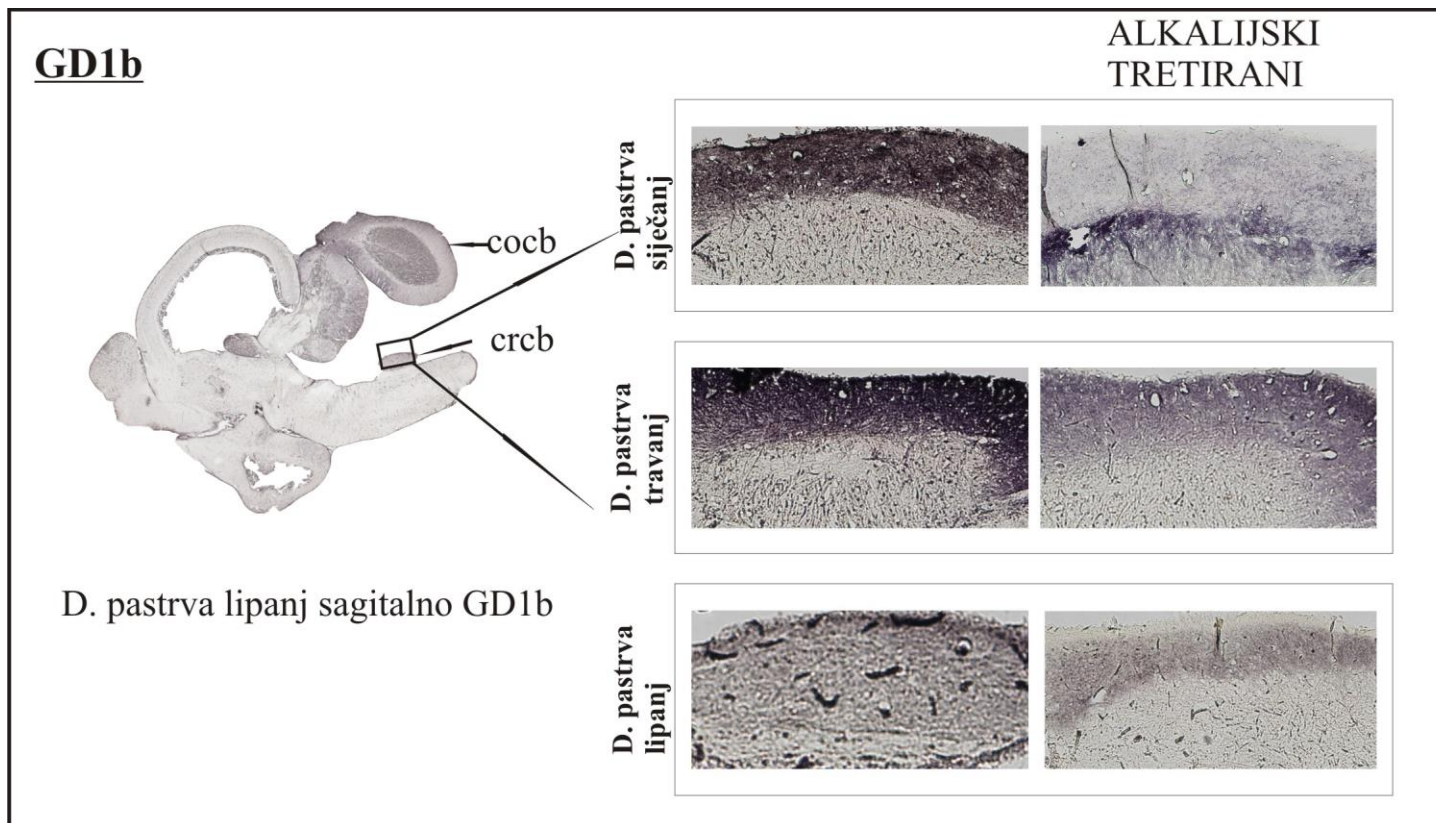 GD1b
ALKALIJSKI
TRETIRANI
cocb
crcb
D. pastrva
siječanj
D. pastrva
travanj
D. pastrva
lipanj
D. pastrva lipanj sagitalno GD1b